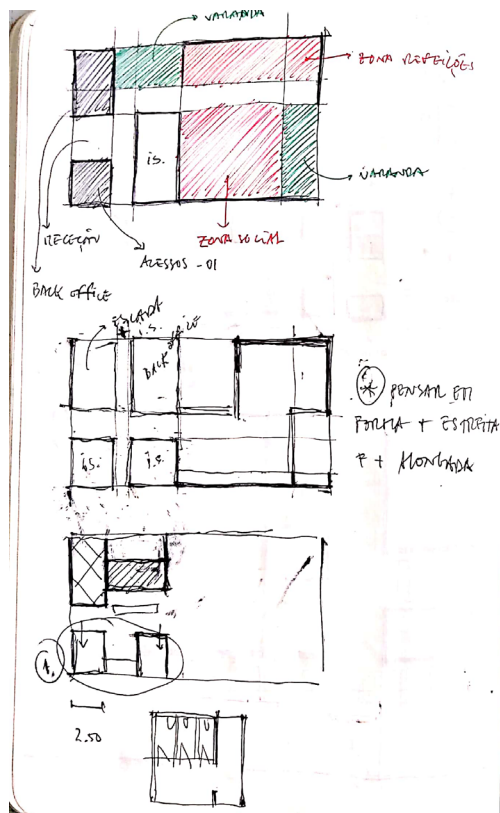 VARANDA
ZONA REFEIÇÕES
i.s.
VARANDA
RECEÇÃO
ZONA SOCIAL
ACESSOS -01
BACK OFFICE
ESCADA
i.s.
BACK OFFICE
* PENSAR EM
FORMA + ESTREITA
E + ALONGADA
i.s.
i.s.
1.
2.50